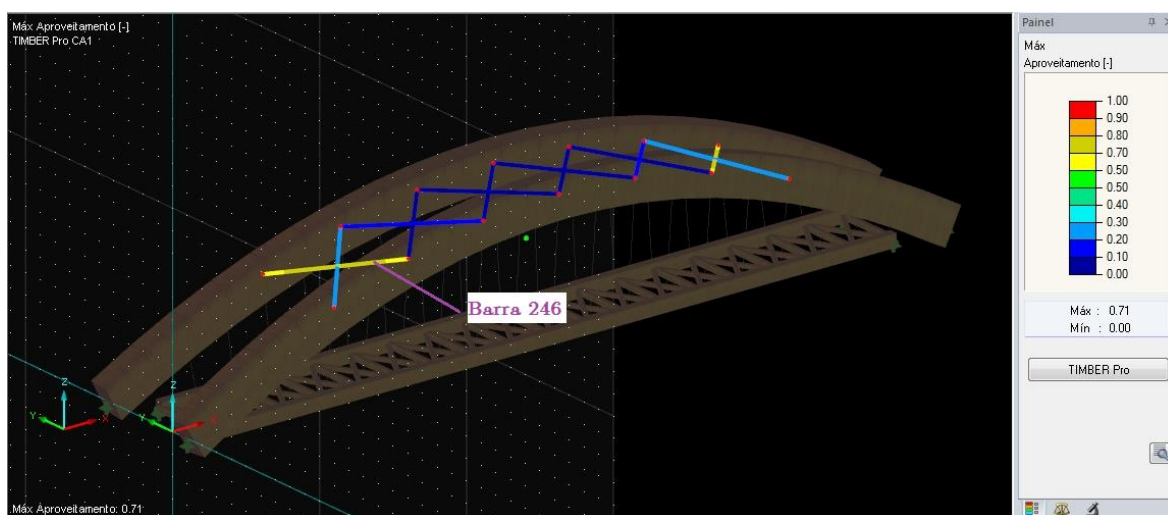 Máx Aproveitamento [-]
TIMBER Pro CA1
Barra 246
Z
Y
X
Z
Y
X
Máx Aproveitamento: 0.71
Painel
Máx
Aproveitamento [-]
1.00
0.90
0.80
0.70
0.50
0.50
0.40
0.30
0.20
0.10
0.00
Máx : 0.71
Mín : 0.00
TIMBER Pro